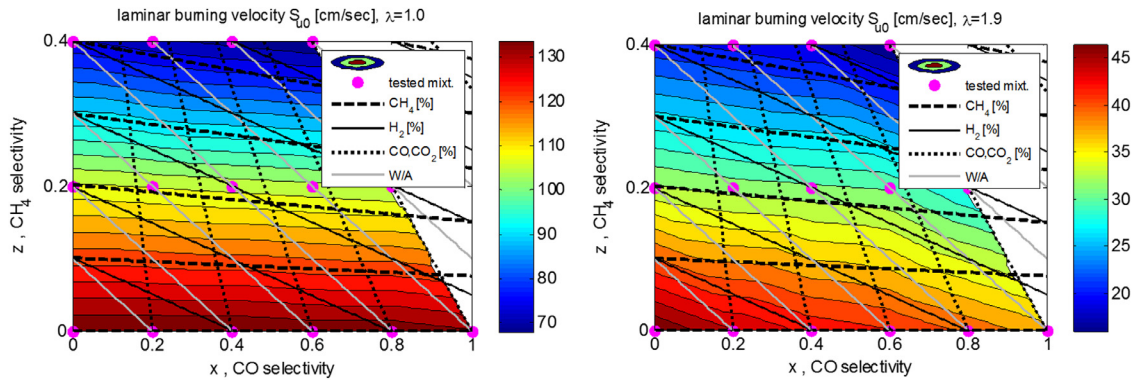 laminar burning velocity S_u0 [cm/sec], λ=1.0
0.4
0.2
0
z , CH₄ selectivity
0 0.2 0.4 0.6 0.8 1
x , CO selectivity
tested mixt.
CH₄ [%]
H₂ [%]
CO,CO₂ [%]
W/A
130
120
110
100
90
80
70
laminar burning velocity S_u0 [cm/sec], λ=1.9
0.4
0.2
0
z , CH₄ selectivity
0 0.2 0.4 0.6 0.8 1
x , CO selectivity
tested mixt.
CH₄ [%]
H₂ [%]
CO,CO₂ [%]
W/A
45
40
35
30
25
20